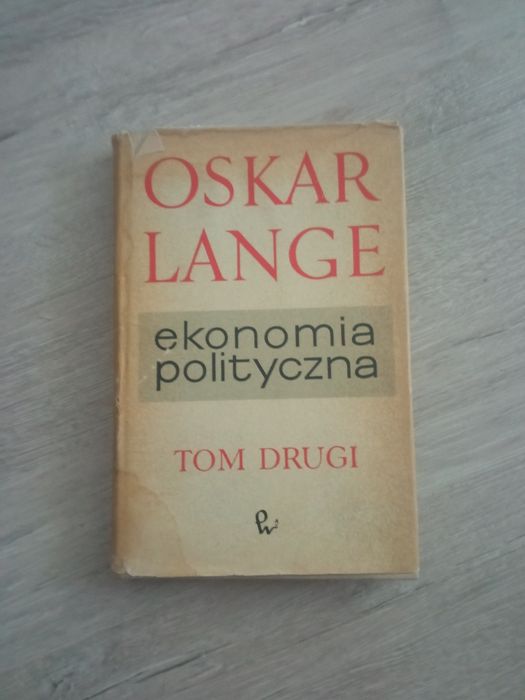 OSKAR
LANGE
ekonomia
polityczna
TOM DRUGI